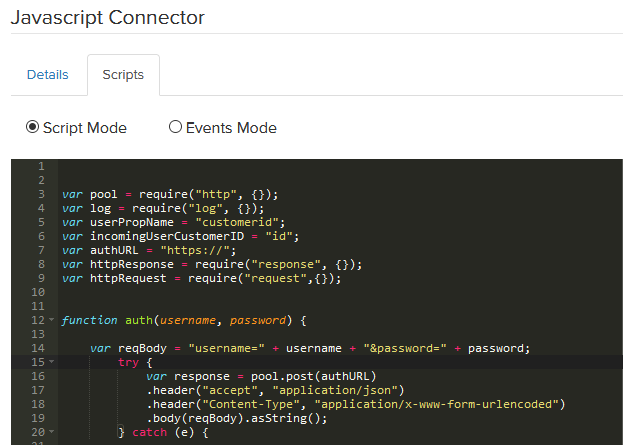 Javascript Connector
Details Scripts
Script Mode Events Mode
1
2
3 var pool = require("http", {});
4 var log = require("log", {});
5 var userPropName = "customerid";
6 var incomingUserCustomerID = "id";
7 var authURL = "https://";
8 var httpResponse = require("response", {});
9 var httpRequest = require("request",{});
10
11
12 function auth(username, password) {
13
14 var reqBody = "username=" + username + "&password=" + password;
15 try {
16 var response = pool.post(authURL)
17 .header("accept", "application/json")
18 .header("Content-Type", "application/x-www-form-urlencoded")
19 .body(reqBody).asString();
20 } catch (e) {